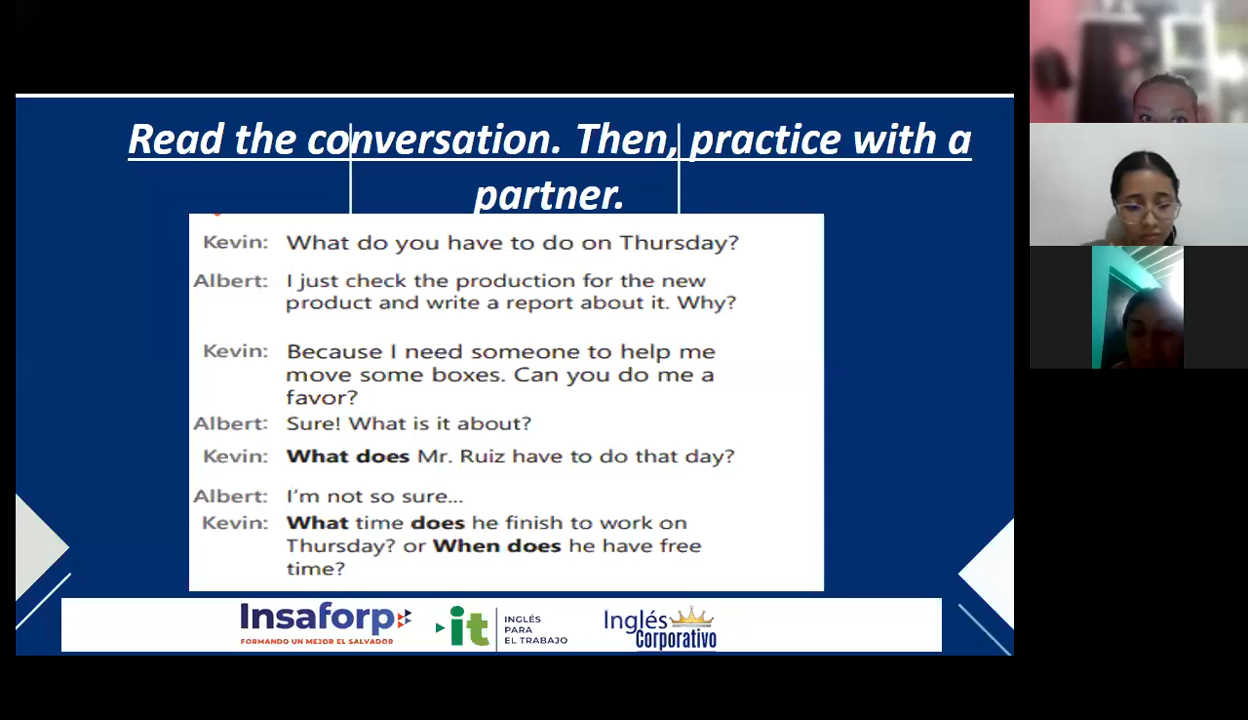 Read the conversation. Then, practice with a
partner.
Kevin: What do you have to do on Thursday?
Albert: I just check the production for the new
product and write a report about it. Why?
Kevin: Because I need someone to help me
move some boxes. Can you do me a
favor?
Albert: Sure! What is it about?
Kevin: What does Mr. Ruiz have to do that day?
Albert: I'm not so sure...
Kevin: What time does he finish to work on
Thursday? or When does he have free
time?
Insaforp
FORMANDO UN MEJOR EL SALVADOR
it
INGLÉS
PARA
EL TRABAJO
Inglés
Corporativo